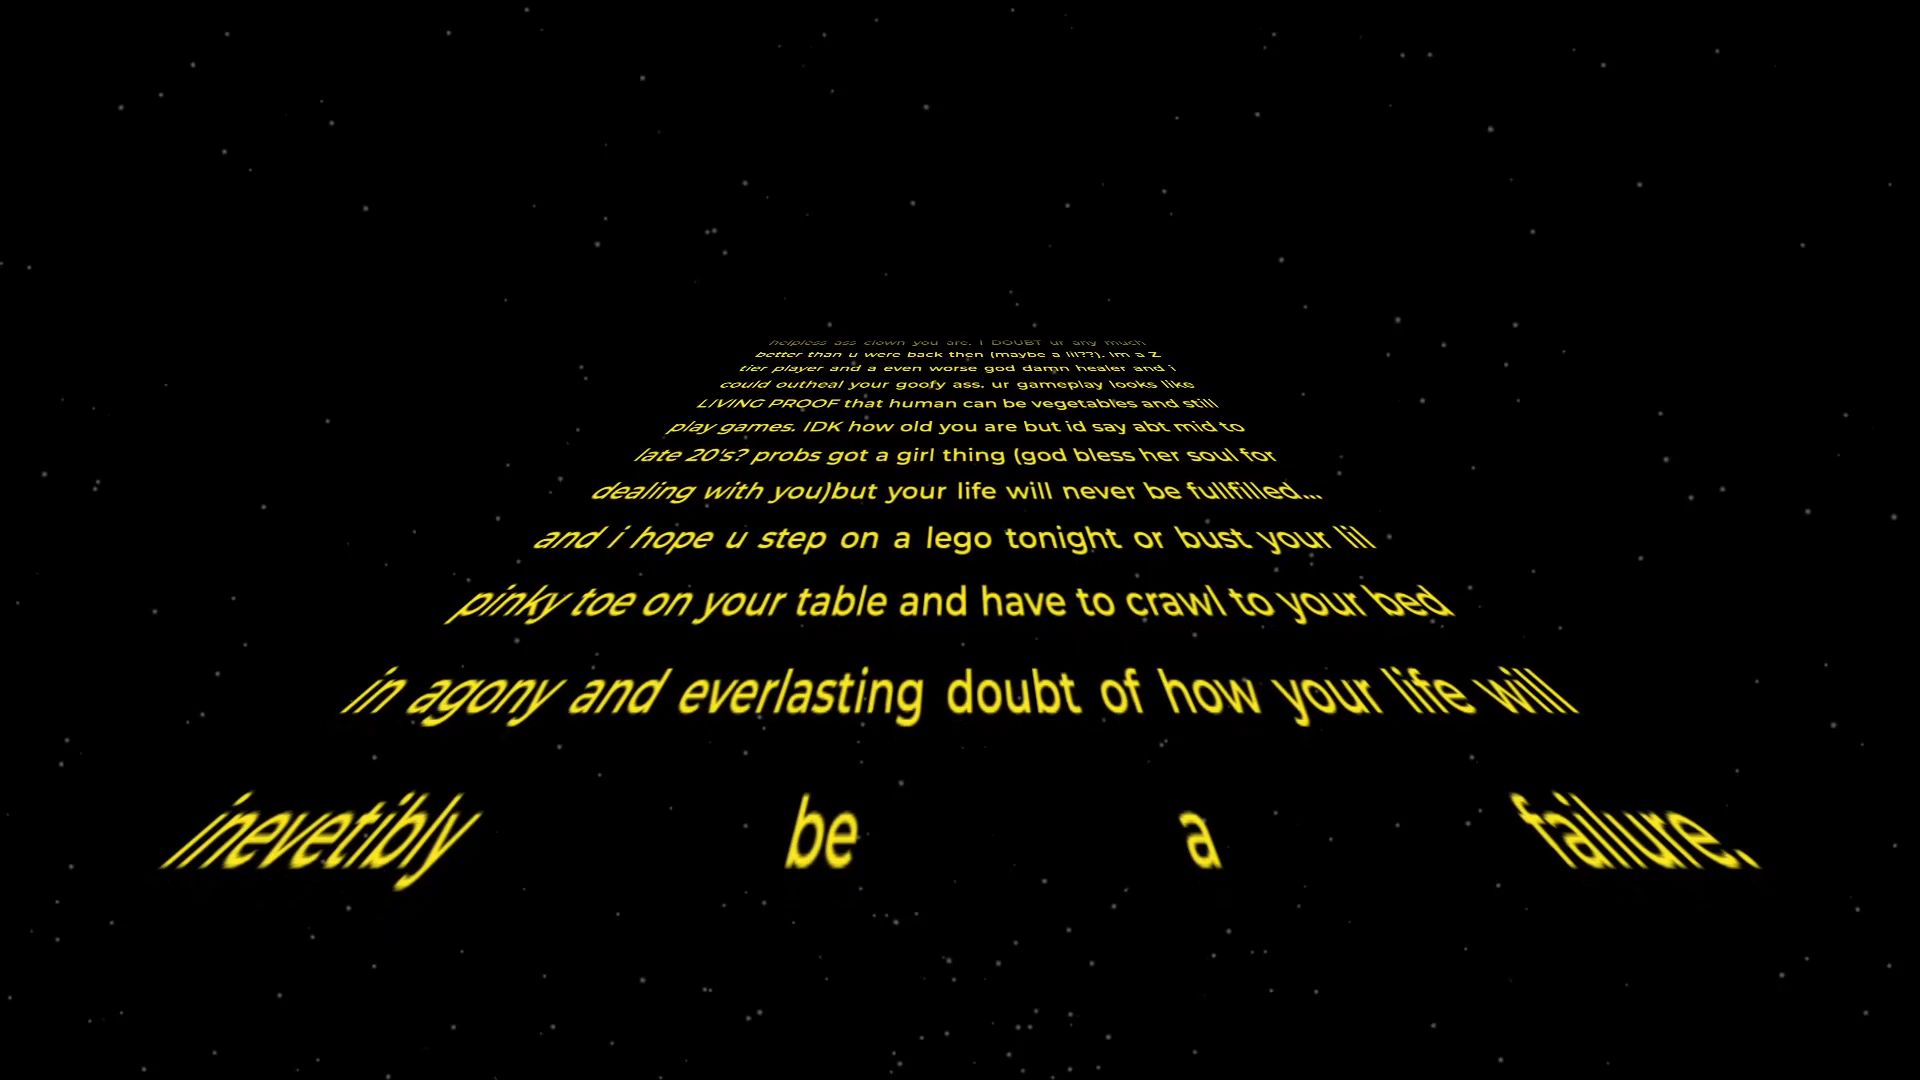 helpless ass clown you are. I DOUBT ur any much
better than u were back then (maybe a lil??). Im a Z
tier player and a even worse god damn healer and i
could outheal your goofy ass. ur gameplay looks like
LIVING PROOF that human can be vegetables and still
play games. IDK how old you are but id say abt mid to
late 20's? probs got a girl thing (god bless her soul for
dealing with you)but your life will never be fullfilled...
and i hope u step on a lego tonight or bust your lil
pinky toe on your table and have to crawl to your bed
in agony and everlasting doubt of how your life will
inevetibly be a failure.